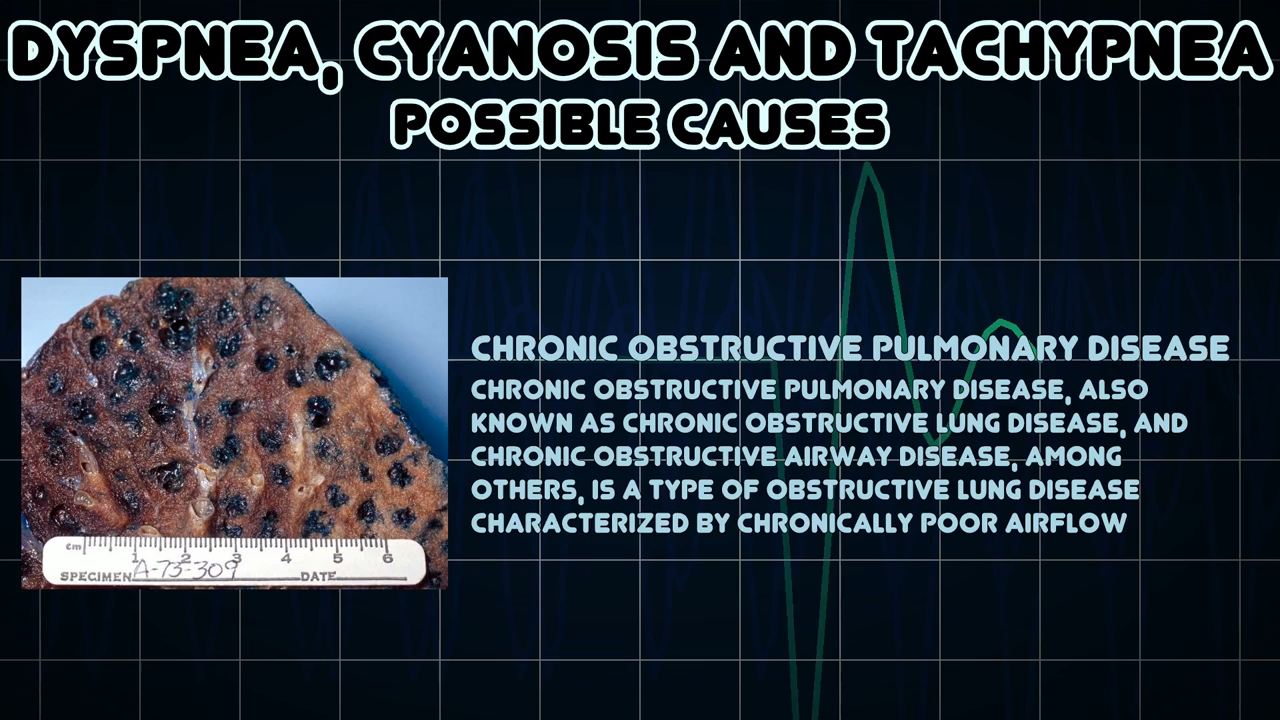 DYSPNEA, CYANOSIS AND TACHYPNEA
POSSIBLE CAUSES
CHRONIC OBSTRUCTIVE PULMONARY DISEASE
CHRONIC OBSTRUCTIVE PULMONARY DISEASE, ALSO
KNOWN AS CHRONIC OBSTRUCTIVE LUNG DISEASE, AND
CHRONIC OBSTRUCTIVE AIRWAY DISEASE, AMONG
OTHERS, IS A TYPE OF OBSTRUCTIVE LUNG DISEASE
CHARACTERIZED BY CHRONICALLY POOR AIRFLOW
cm 1 2 3 4 5 6
SPECIMEN A-73-309 DATE